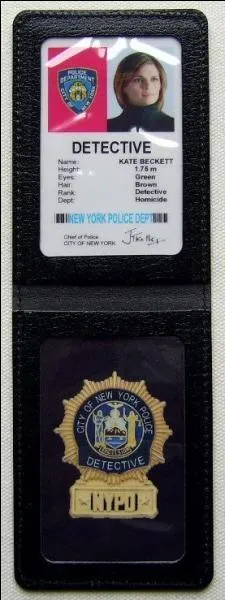 POLICE
DEPARTMENT
CITY OF
NEW YORK
DETECTIVE
Name: KATE BECKETT
Height: 1.75 m
Eyes: Green
Hair: Brown
Rank: Detective
Dept: Homicide
NEW YORK POLICE DEPT
Chief of Police
CITY OF NEW YORK
CITY OF NEW YORK POLICE
EXCELSIOR
DETECTIVE
NYPD